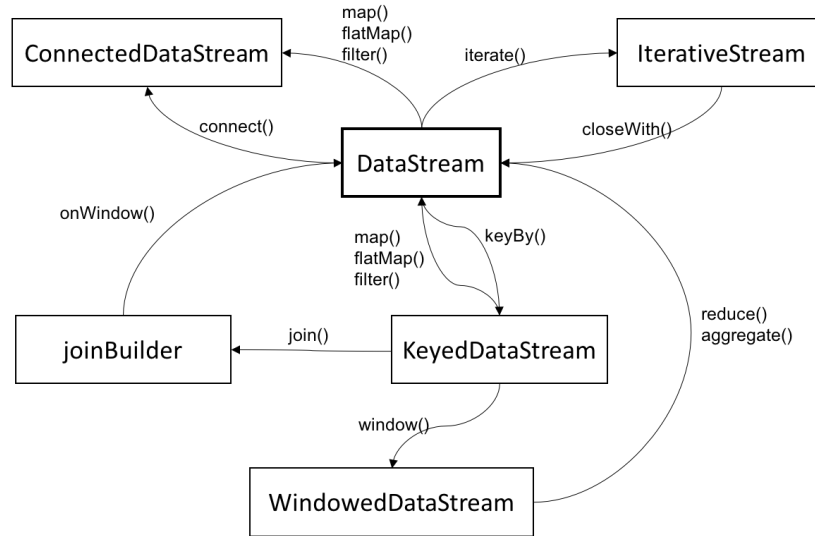 map()
flatMap()
filter()
ConnectedDataStream
iterate()
IterativeStream
connect()
closeWith()
DataStream
onWindow()
map()
flatMap()
filter()
keyBy()
reduce()
aggregate()
joinBuilder
join()
KeyedDataStream
window()
WindowedDataStream